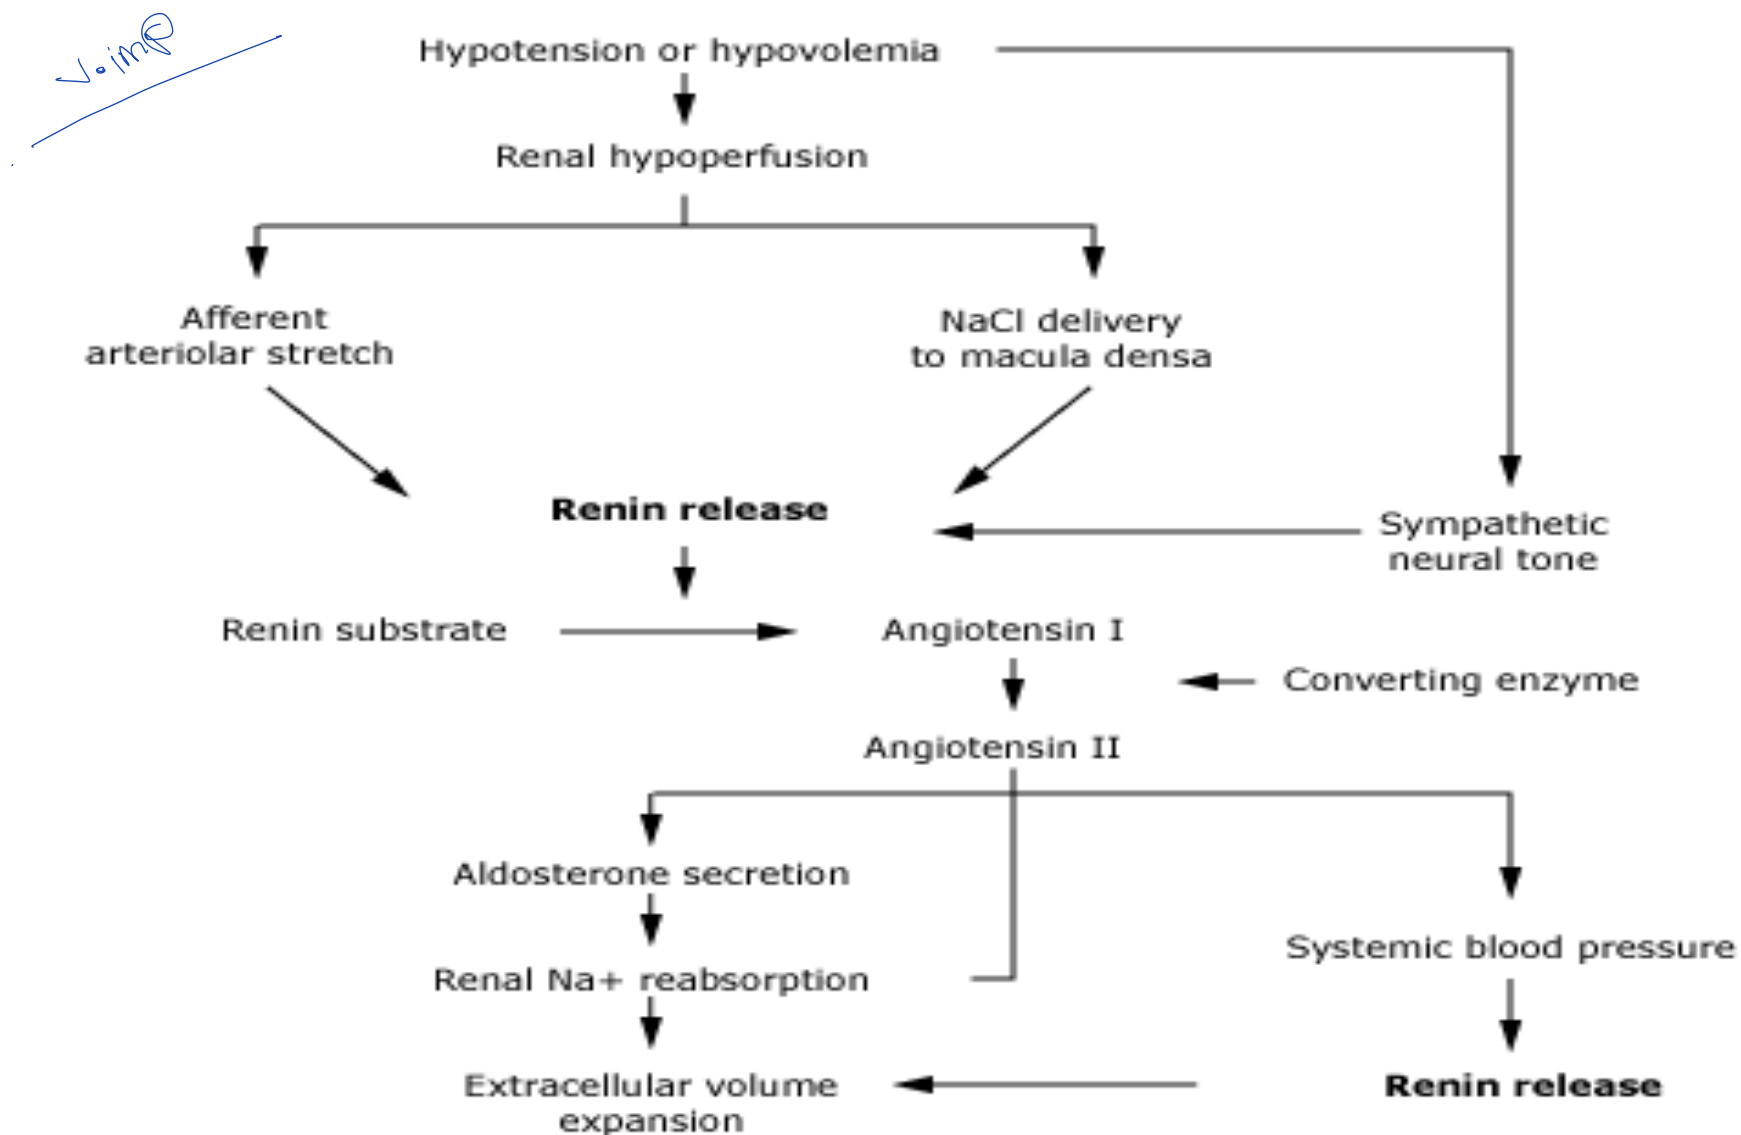 V.imp
Hypotension or hypovolemia
Renal hypoperfusion
Afferent
arteriolar stretch
NaCl delivery
to macula densa
Renin release
Sympathetic
neural tone
Renin substrate
Angiotensin I
Converting enzyme
Angiotensin II
Aldosterone secretion
Systemic blood pressure
Renal Na+ reabsorption
Extracellular volume
expansion
Renin release